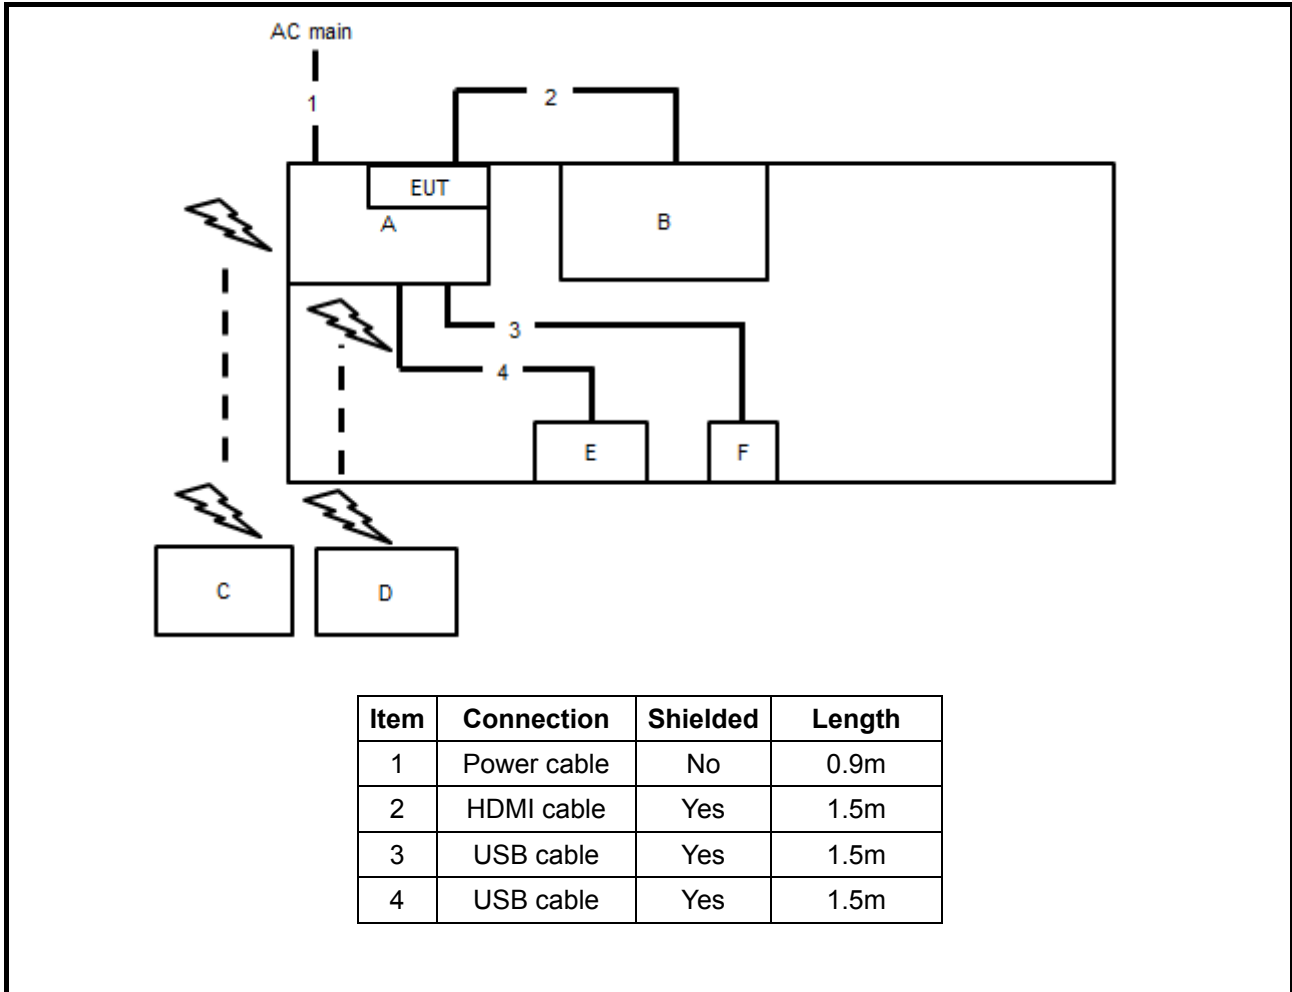 AC main
1
2
EUT
A
B
3
4
E
F
C
D
Item Connection Shielded Length
1 Power cable No 0.9m
2 HDMI cable Yes 1.5m
3 USB cable Yes 1.5m
4 USB cable Yes 1.5m